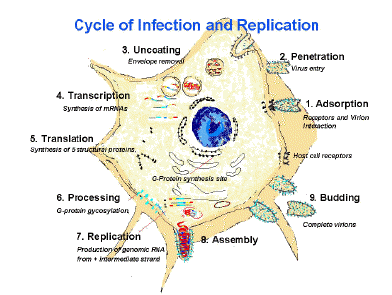 Cycle of Infection and Replication
3. Uncoating
Envelope removal
2. Penetration
Virus entry
4. Transcription
Synthesis of mRNAs
1. Adsorption
Receptors and Virion
Interaction
5. Translation
Synthesis of 5 structural proteins,
Host cell receptors
G-Protein synthesis site
6. Processing
G-protein gycosylation,
9. Budding
Complete virions
7. Replication
Production of genomic RNA
from + Intermediate strand
8: Assembly